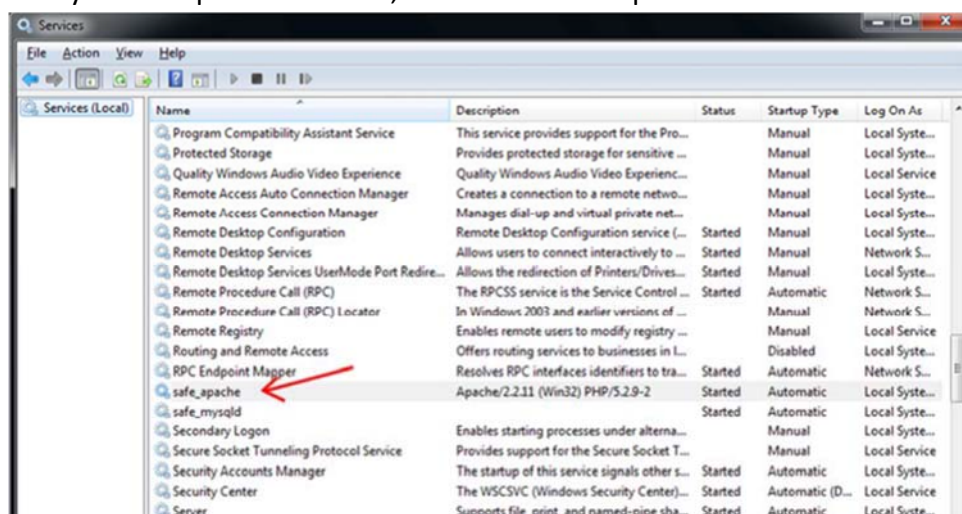 Services
File Action View Help
Services (Local)
Name Description Status Startup Type Log On As
Program Compatibility Assistant Service This service provides support for the Pro... Manual Local Syste...
Protected Storage Provides protected storage for sensitive ... Manual Local Syste...
Quality Windows Audio Video Experience Quality Windows Audio Video Experienc... Manual Local Service
Remote Access Auto Connection Manager Creates a connection to a remote netwo... Manual Local Syste...
Remote Access Connection Manager Manages dial-up and virtual private net... Manual Local Syste...
Remote Desktop Configuration Remote Desktop Configuration service (... Started Manual Local Syste...
Remote Desktop Services Allows users to connect interactively to ... Started Manual Network S...
Remote Desktop Services UserMode Port Redire... Allows the redirection of Printers/Drives... Started Manual Local Syste...
Remote Procedure Call (RPC) The RPCSS service is the Service Control ... Started Automatic Network S...
Remote Procedure Call (RPC) Locator In Windows 2003 and earlier versions of ... Manual Network S...
Remote Registry Enables remote users to modify registry ... Manual Local Service
Routing and Remote Access Offers routing services to businesses in l... Disabled Local Syste...
RPC Endpoint Mapper Resolves RPC interfaces identifiers to tra... Started Automatic Network S...
safe_apache Apache/2.2.11 (Win32) PHP/5.2.9-2 Started Automatic Local Syste...
safe_mysqld Started Automatic Local Syste...
Secondary Logon Enables starting processes under alterna... Manual Local Syste...
Secure Socket Tunneling Protocol Service Provides support for the Secure Socket T... Manual Local Service
Security Accounts Manager The startup of this service signals other s... Started Automatic Local Syste...
Security Center The WSCSVC (Windows Security Center)... Started Automatic (D... Local Service
Server Supports file, print, and named-pipe sha... Started Automatic Local Syste...